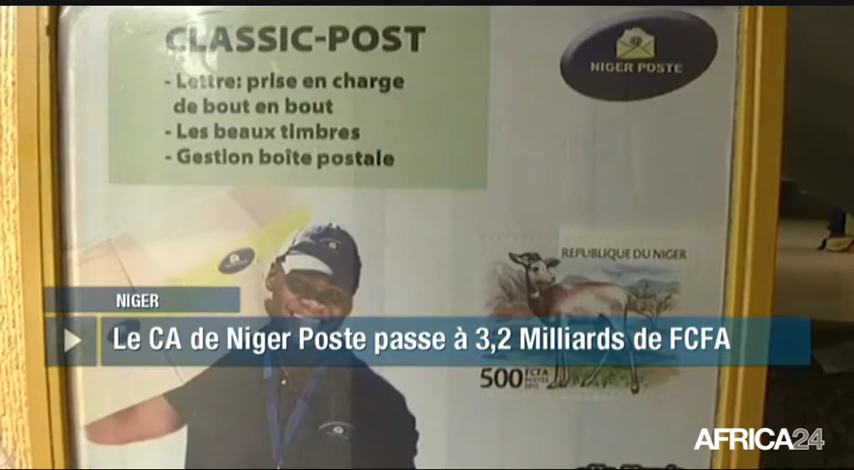 CLASSIC-POST
- Lettre: prise en charge
de bout en bout
- Les beaux timbres
- Gestion boîte postale
NIGER POSTE
REPUBLIQUE DU NIGER
NIGER
Le CA de Niger Poste passe à 3,2 Milliards de FCFA
500 FCFA
POSTES
AFRICA24